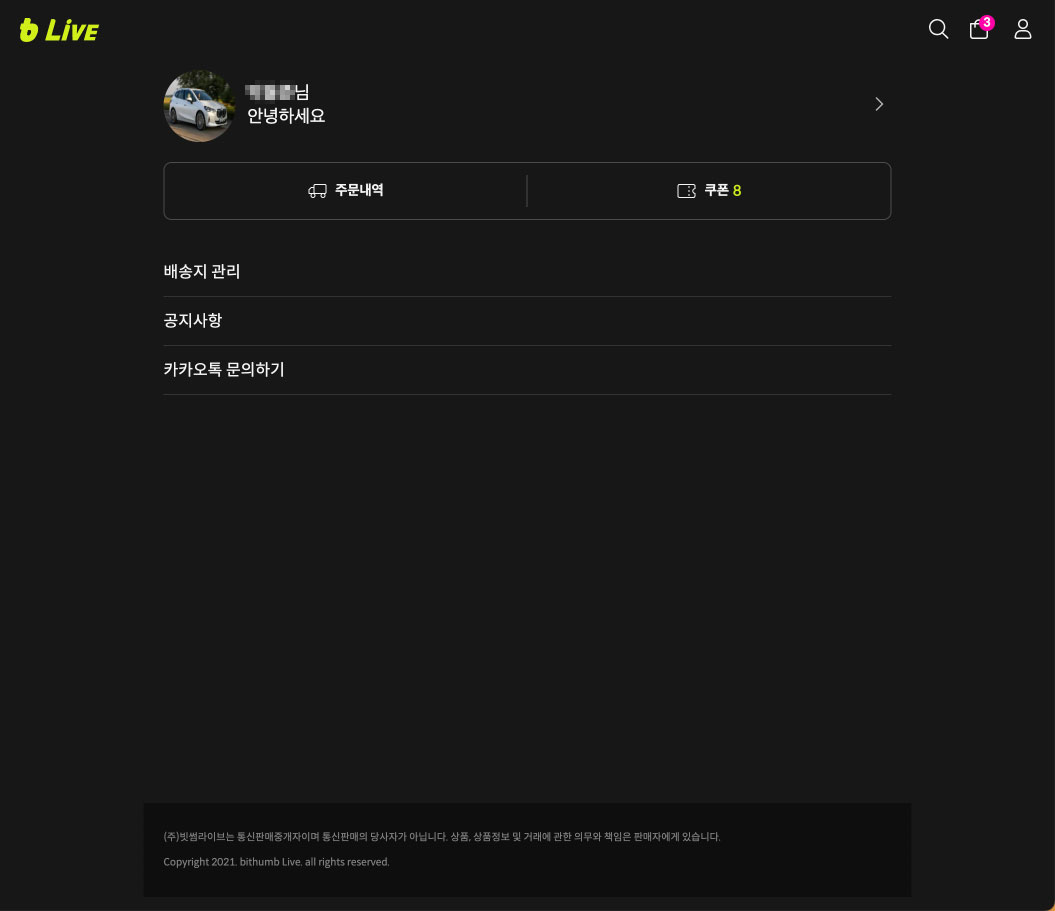 b Live
3
님
안녕하세요
주문내역
쿠폰 8
배송지 관리
공지사항
카카오톡 문의하기
(주)빗썸라이브는 통신판매중개자이며 통신판매의 당사자가 아닙니다. 상품, 상품정보 및 거래에 관한 의무와 책임은 판매자에게 있습니다.
Copyright 2021. bithumb Live. all rights reserved.